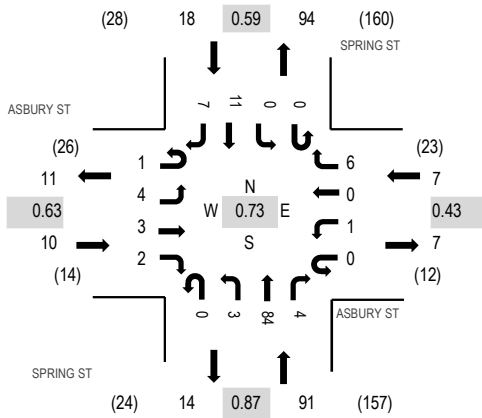 (28) 18 0.59 94 (160)
SPRING ST
ASBURY ST
7 11 0 0
(26) (23)
11 1 6 7
4 N 0
0.63 W 0.73 E 0.43
3 S 1
10 2 0 7
(14) (12)
0 3 84 4
ASBURY ST
SPRING ST
(24) 14 0.87 91 (157)